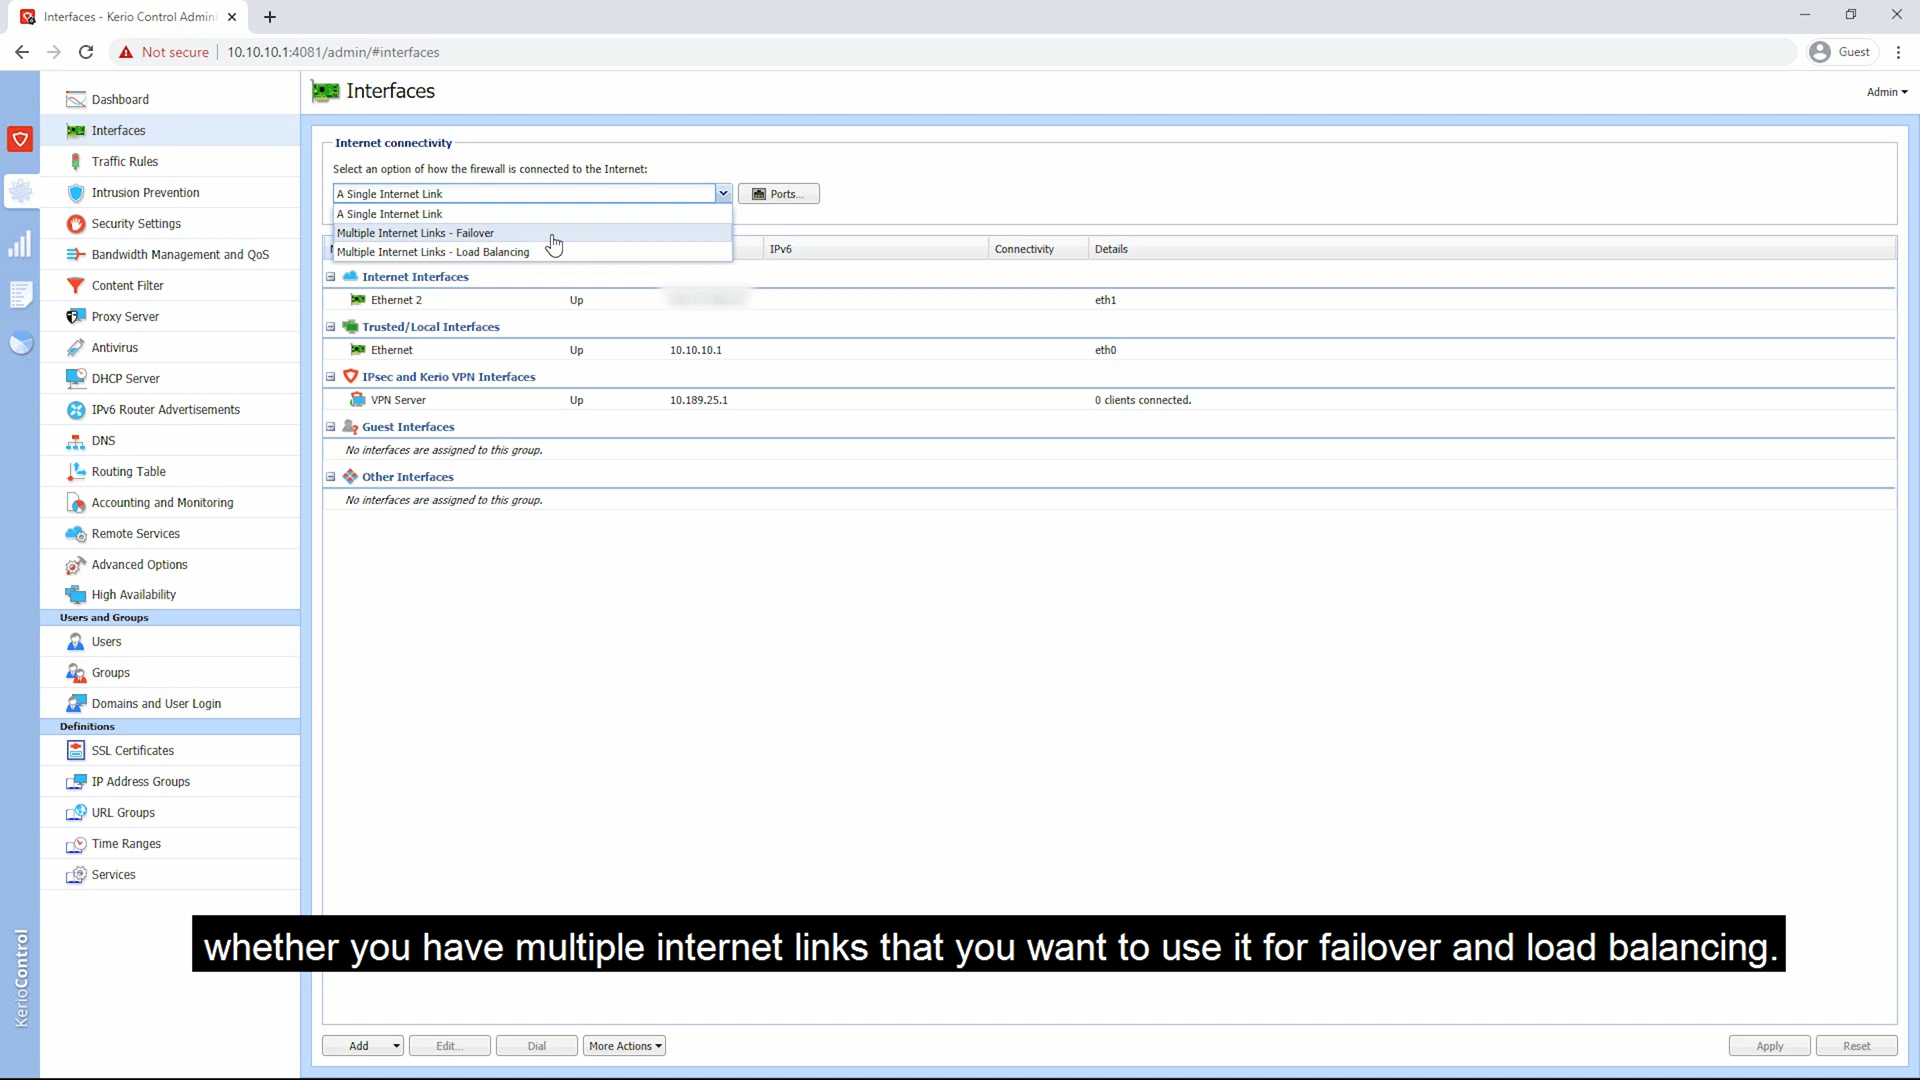 Interfaces - Kerio Control Admini
Not secure
10.10.10.1:4081/admin/#interfaces
Guest
Interfaces
Admin
Dashboard
Interfaces
Traffic Rules
Intrusion Prevention
Security Settings
Bandwidth Management and QoS
Content Filter
Proxy Server
Antivirus
DHCP Server
IPv6 Router Advertisements
DNS
Routing Table
Accounting and Monitoring
Remote Services
Advanced Options
High Availability
Users and Groups
Users
Groups
Domains and User Login
Definitions
SSL Certificates
IP Address Groups
URL Groups
Time Ranges
Services
KerioControl
Internet connectivity
Select an option of how the firewall is connected to the Internet:
A Single Internet Link
Ports...
A Single Internet Link
Multiple Internet Links - Failover
Multiple Internet Links - Load Balancing
IPv6 Connectivity Details
Internet Interfaces
Ethernet 2 Up eth1
Trusted/Local Interfaces
Ethernet Up 10.10.10.1 eth0
IPsec and Kerio VPN Interfaces
VPN Server Up 10.189.25.1 0 clients connected.
Guest Interfaces
No interfaces are assigned to this group.
Other Interfaces
No interfaces are assigned to this group.
whether you have multiple internet links that you want to use it for failover and load balancing.
Add Edit... Dial More Actions Apply Reset